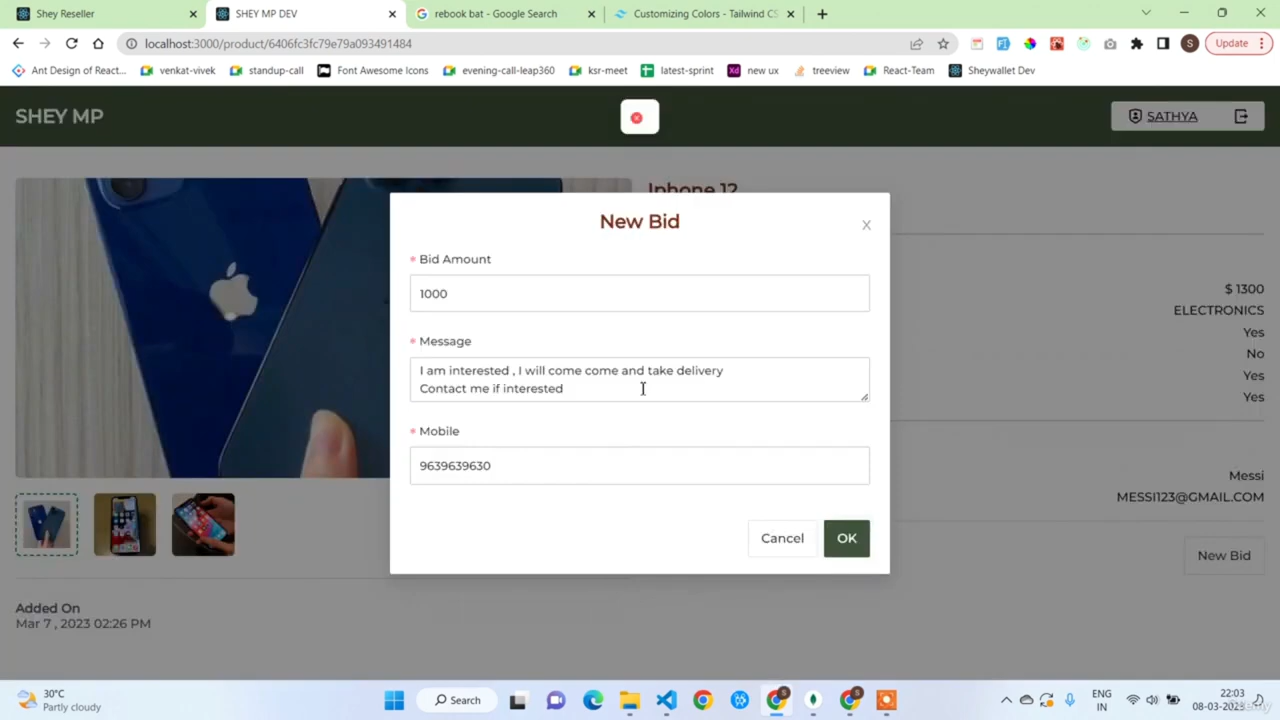 Shey Reseller
SHEY MP DEV
rebook bat - Google Search
Customizing Colors - Tailwind CS
localhost:3000/product/6406fc3fc79e79a093491484
S
Update
Ant Design of React...
venkat-vivek
standup-call
Font Awesome Icons
evening-call-leap360
ksr-meet
latest-sprint
Xd new ux
treeview
React-Team
Sheywallet Dev
SHEY MP
SATHYA
Iphone 12
New Bid
X
* Bid Amount
1000
* Message
I am interested , I will come come and take delivery
Contact me if interested
* Mobile
9639639630
Cancel
OK
$ 1300
ELECTRONICS
Yes
No
Yes
Yes
Messi
MESSI123@GMAIL.COM
New Bid
Added On
Mar 7 , 2023 02:26 PM
30°C
Partly cloudy
Search
ENG
IN
22:03
08-03-2023